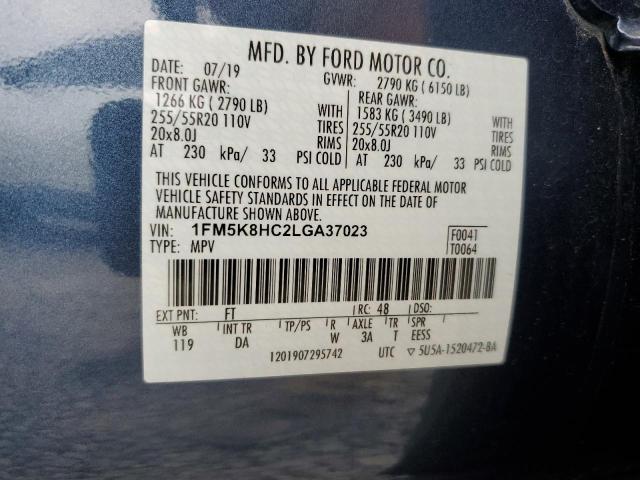 MFD. BY FORD MOTOR CO.
DATE: 07/19 GVWR: 2790 KG ( 6150 LB)
FRONT GAWR: REAR GAWR:
1266 KG ( 2790 LB) WITH 1583 KG ( 3490 LB) WITH
255/55R20 110V TIRES 255/55R20 110V TIRES
20x8.0J RIMS 20x8.0J RIMS
AT 230 kPa/ 33 PSI COLD AT 230 kPa/ 33 PSI COLD
THIS VEHICLE CONFORMS TO ALL APPLICABLE FEDERAL MOTOR
VEHICLE SAFETY STANDARDS IN EFFECT ON THE DATE OF
MANUFACTURE SHOWN ABOVE.
VIN: 1FM5K8HC2LGA37023 F0041
TYPE: MPV T0064
EXT PNT: FT RC: 48 DSO:
WB INT TR TP/PS R AXLE TR SPR
119 DA W 3A T EESS
1201907295742 UTC ▽ 5U5A-1520472-BA